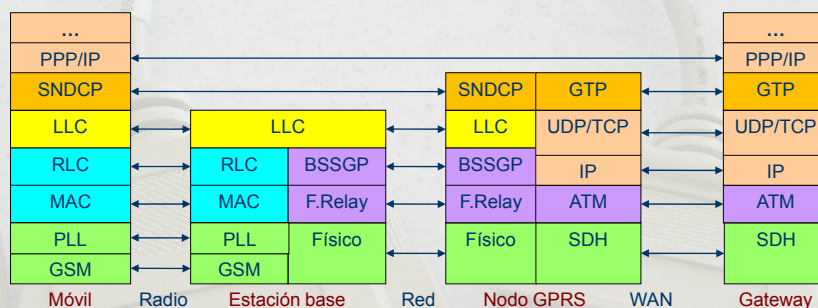 ... ...
PPP/IP PPP/IP
SNDCP SNDCP GTP GTP
LLC LLC LLC UDP/TCP UDP/TCP
RLC RLC BSSGP BSSGP IP IP
MAC MAC F.Relay F.Relay ATM ATM
PLL PLL Físico Físico SDH SDH
GSM GSM
Móvil Radio Estación base Red Nodo GPRS WAN Gateway